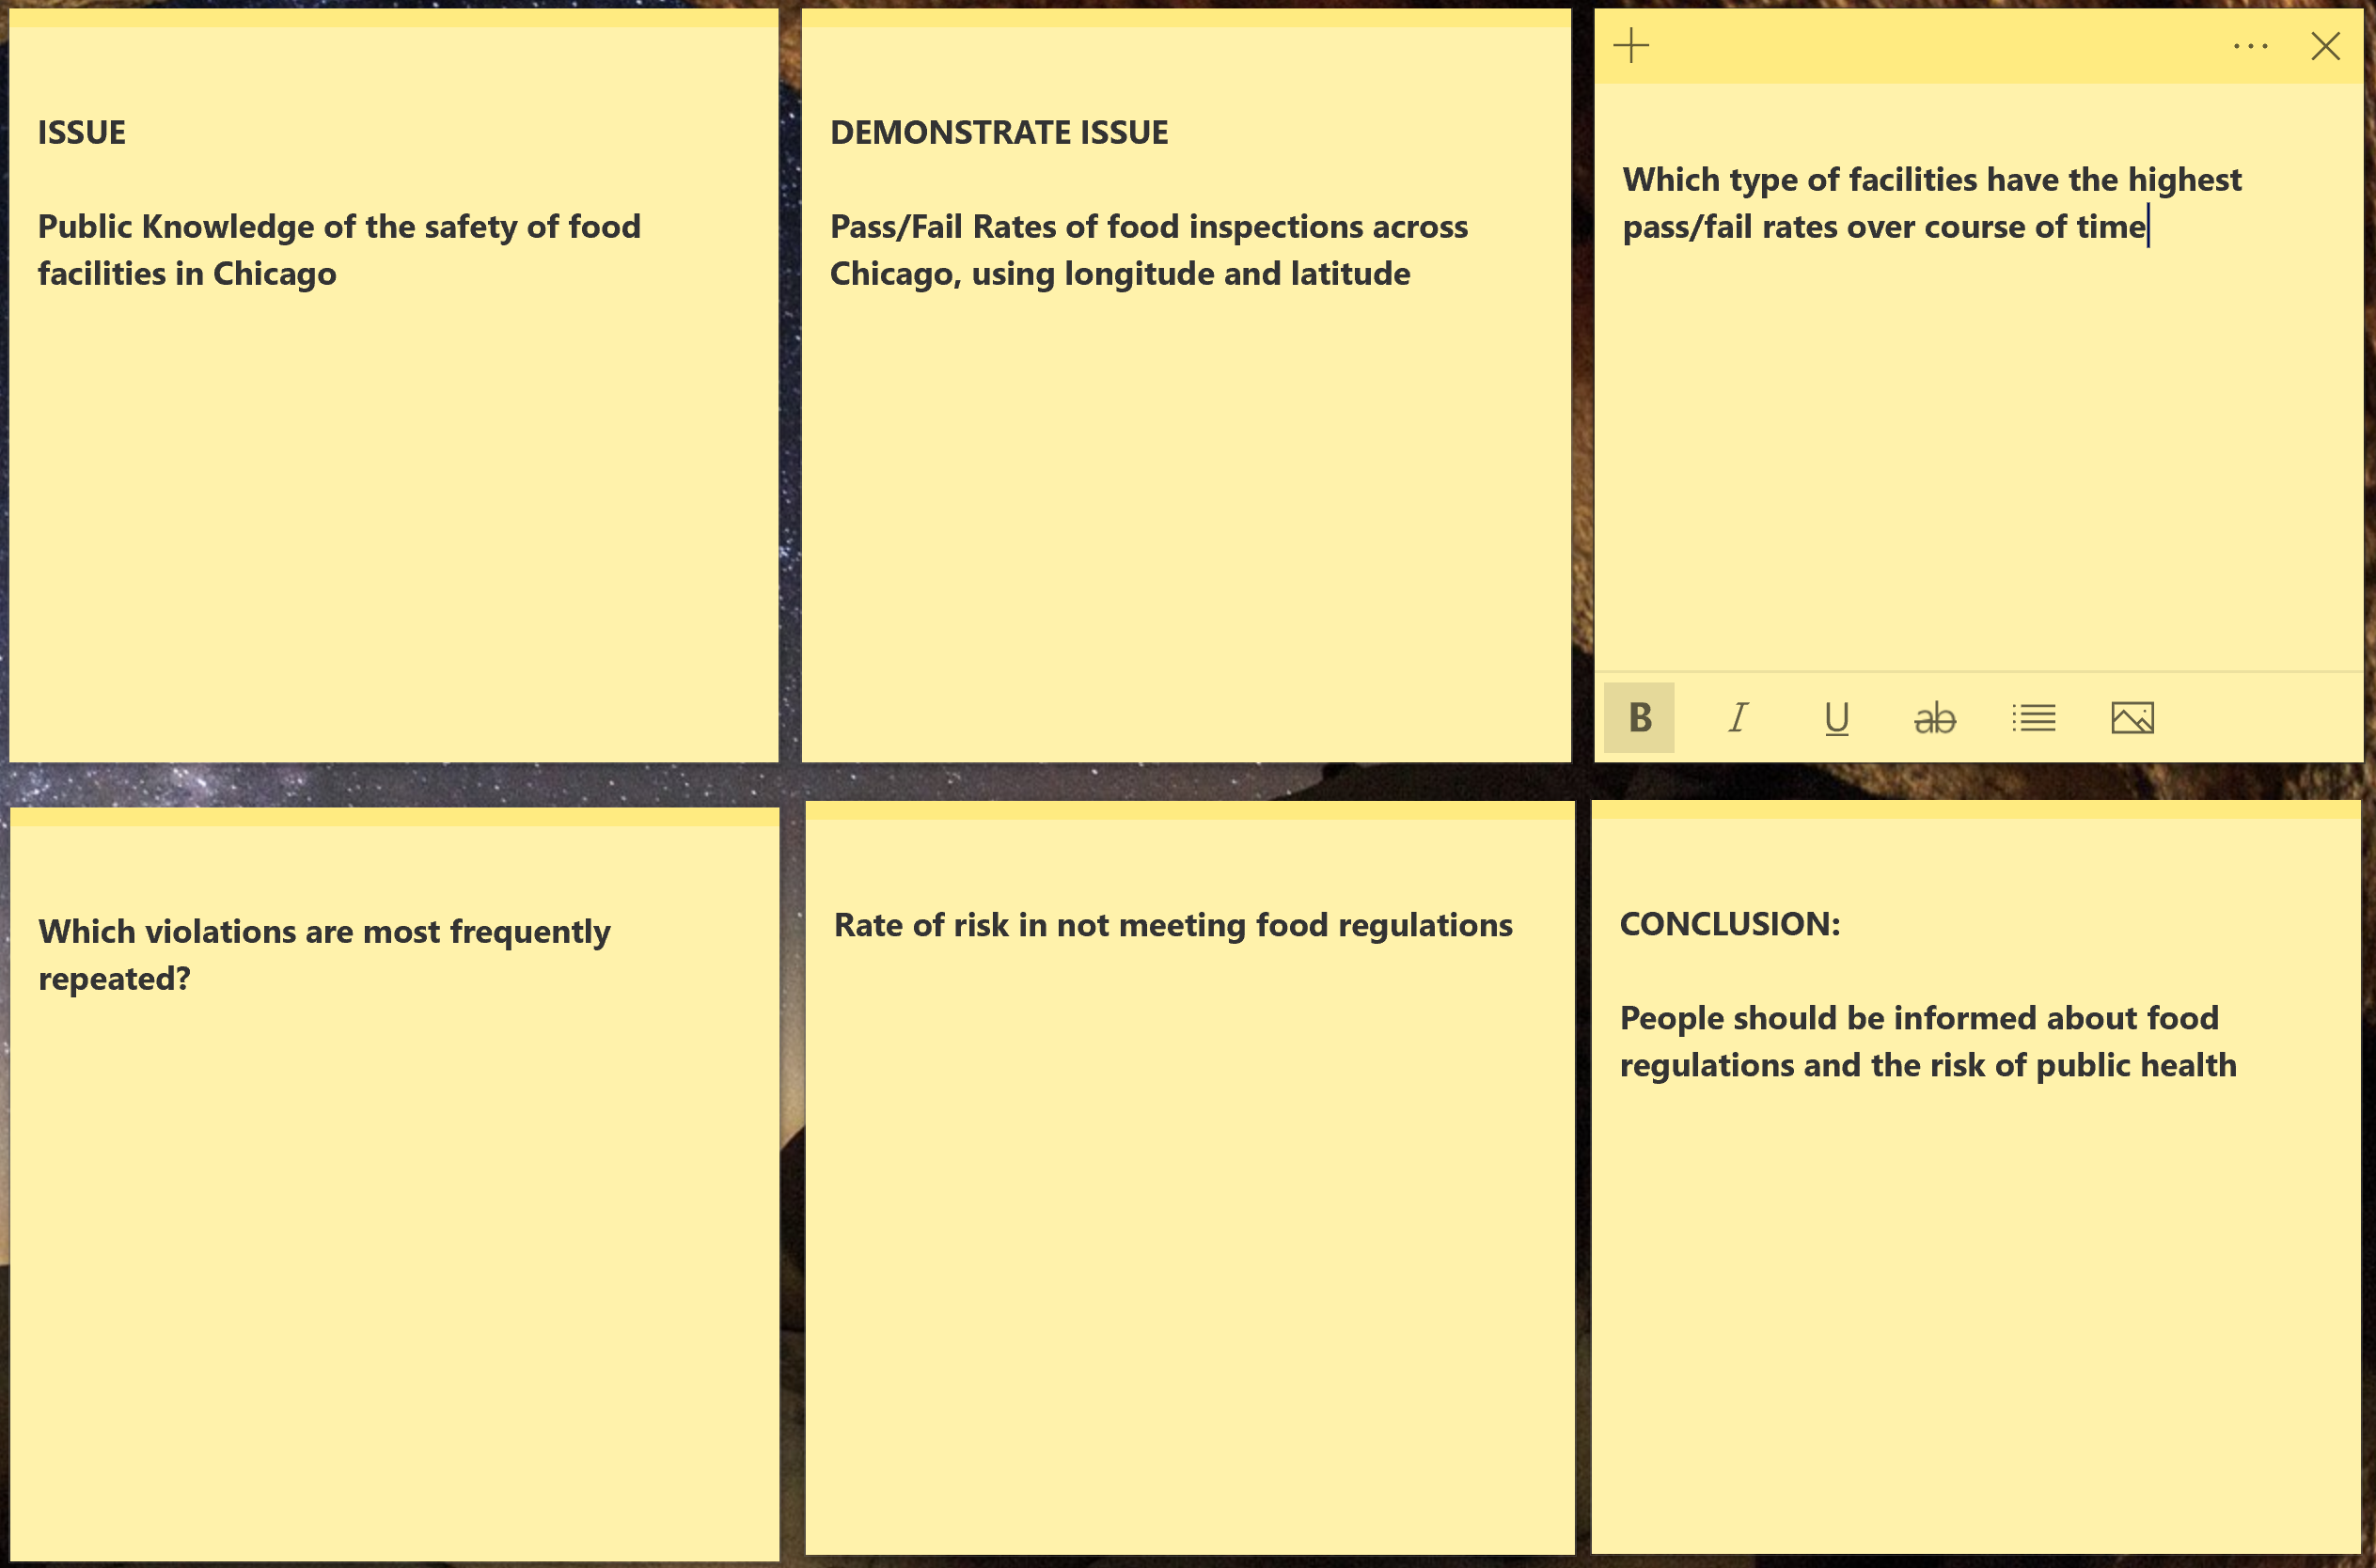 ISSUE
Public Knowledge of the safety of food
facilities in Chicago
DEMONSTRATE ISSUE
Pass/Fail Rates of food inspections across
Chicago, using longitude and latitude
Which type of facilities have the highest
pass/fail rates over course of time
B I U ab
Which violations are most frequently
repeated?
Rate of risk in not meeting food regulations
CONCLUSION:
People should be informed about food
regulations and the risk of public health